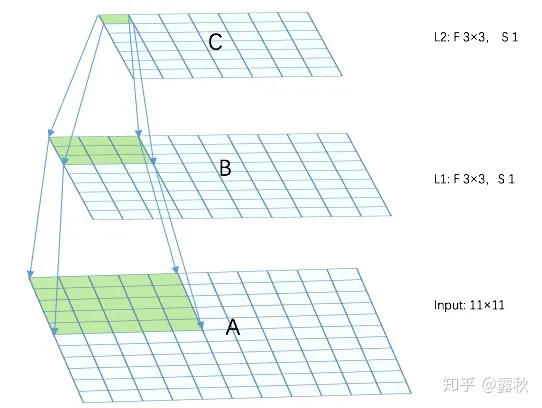 C
L2: F 3×3, S 1
B
L1: F 3×3, S 1
Input: 11×11
A
知乎 @露秋